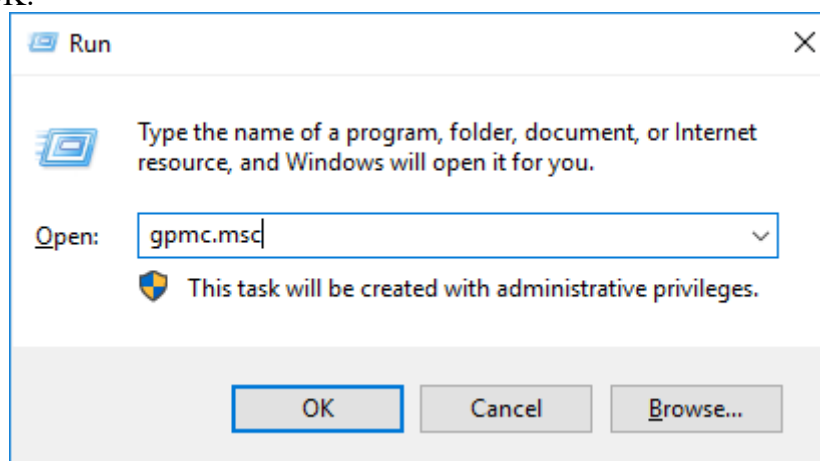 Run
Type the name of a program, folder, document, or Internet
resource, and Windows will open it for you.
Open: gpmc.msc
This task will be created with administrative privileges.
OK Cancel Browse...